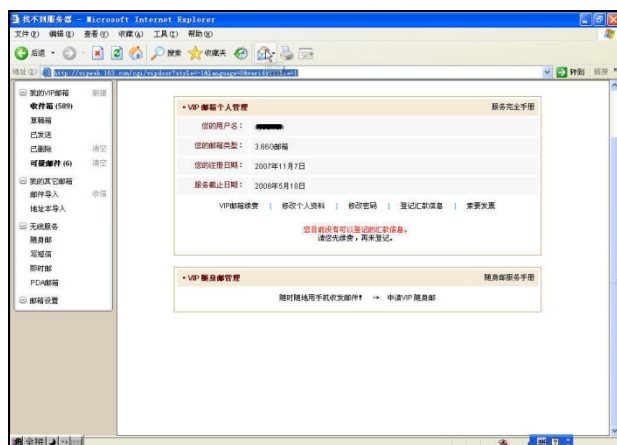 找不到服务器 - Microsoft Internet Explorer
文件(F) 编辑(E) 查看(V) 收藏(A) 工具(T) 帮助(H)
后退 搜索 收藏夹
地址(D) 转到 链接 »
我的VIP邮箱 新建
收件箱 (589)
草稿箱
已发送
已删除 清空
可疑邮件 (6) 清空
我的其它邮箱
邮件导入 收信
地址本导入
无线服务
随身邮
写短信
即时邮
PDA邮箱
邮箱设置
• VIP 邮箱个人管理 服务完全手册
您的用户名：
您的邮箱类型： 3.66G邮箱
您的注册日期： 2007年11月7日
服务截止日期： 2008年5月10日
VIP邮箱续费 | 修改个人资料 | 修改密码 | 登记汇款信息 | 索要发票
您目前没有可以登记的汇款信息。
请您先续费，再来登记。
• VIP 随身邮管理 随身邮服务手册
随时随地用手机收发邮件！ → 申请VIP 随身邮
全拼